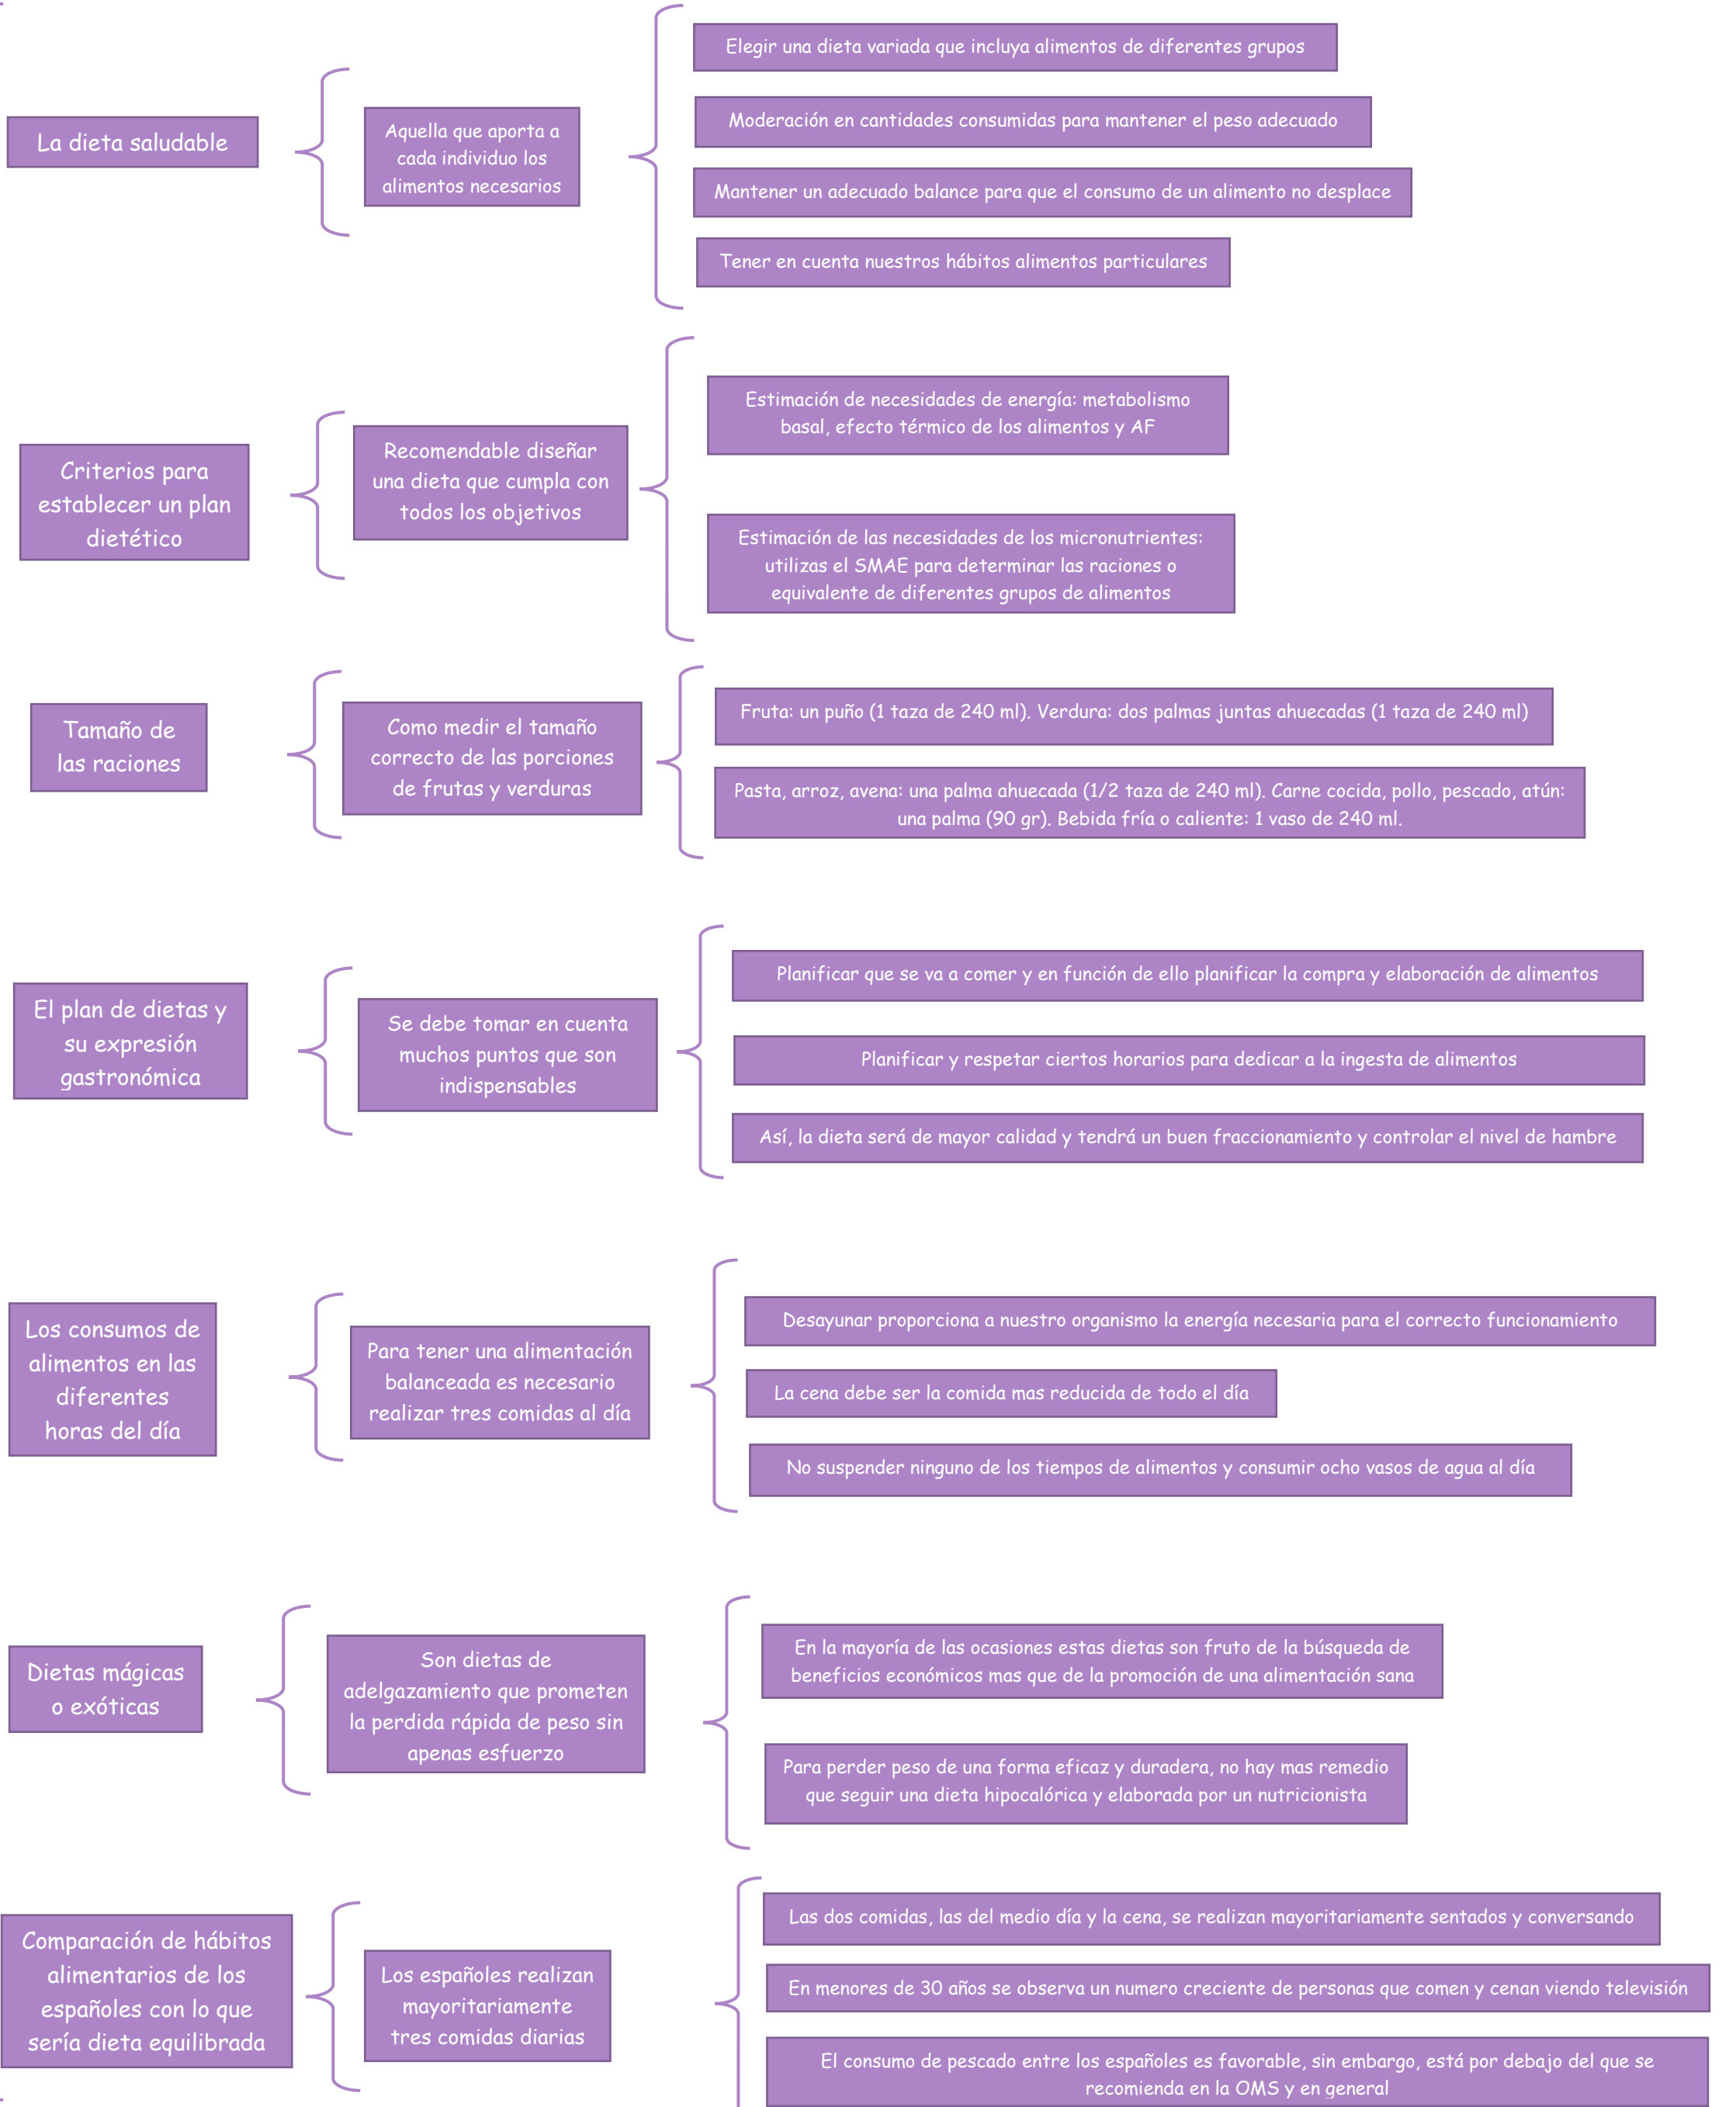 La dieta saludable
Aquella que aporta a
cada individuo los
alimentos necesarios
Elegir una dieta variada que incluya alimentos de diferentes grupos
Moderación en cantidades consumidas para mantener el peso adecuado
Mantener un adecuado balance para que el consumo de un alimento no desplace
Tener en cuenta nuestros hábitos alimentos particulares
Criterios para
establecer un plan
dietético
Recomendable diseñar
una dieta que cumpla con
todos los objetivos
Estimación de necesidades de energía: metabolismo
basal, efecto térmico de los alimentos y AF
Estimación de las necesidades de los micronutrientes:
utilizas el SMAE para determinar las raciones o
equivalente de diferentes grupos de alimentos
Tamaño de
las raciones
Como medir el tamaño
correcto de las porciones
de frutas y verduras
Fruta: un puño (1 taza de 240 ml). Verdura: dos palmas juntas ahuecadas (1 taza de 240 ml)
Pasta, arroz, avena: una palma ahuecada (1/2 taza de 240 ml). Carne cocida, pollo, pescado, atún:
una palma (90 gr). Bebida fría o caliente: 1 vaso de 240 ml.
El plan de dietas y
su expresión
gastronómica
Se debe tomar en cuenta
muchos puntos que son
indispensables
Planificar que se va a comer y en función de ello planificar la compra y elaboración de alimentos
Planificar y respetar ciertos horarios para dedicar a la ingesta de alimentos
Así, la dieta será de mayor calidad y tendrá un buen fraccionamiento y controlar el nivel de hambre
Los consumos de
alimentos en las
diferentes
horas del día
Para tener una alimentación
balanceada es necesario
realizar tres comidas al día
Desayunar proporciona a nuestro organismo la energía necesaria para el correcto funcionamiento
La cena debe ser la comida mas reducida de todo el día
No suspender ninguno de los tiempos de alimentos y consumir ocho vasos de agua al día
Dietas mágicas
o exóticas
Son dietas de
adelgazamiento que prometen
la perdida rápida de peso sin
apenas esfuerzo
En la mayoría de las ocasiones estas dietas son fruto de la búsqueda de
beneficios económicos mas que de la promoción de una alimentación sana
Para perder peso de una forma eficaz y duradera, no hay mas remedio
que seguir una dieta hipocalórica y elaborada por un nutricionista
Comparación de hábitos
alimentarios de los
españoles con lo que
sería dieta equilibrada
Los españoles realizan
mayoritariamente
tres comidas diarias
Las dos comidas, las del medio día y la cena, se realizan mayoritariamente sentados y conversando
En menores de 30 años se observa un numero creciente de personas que comen y cenan viendo televisión
El consumo de pescado entre los españoles es favorable, sin embargo, está por debajo del que se
recomienda en la OMS y en general